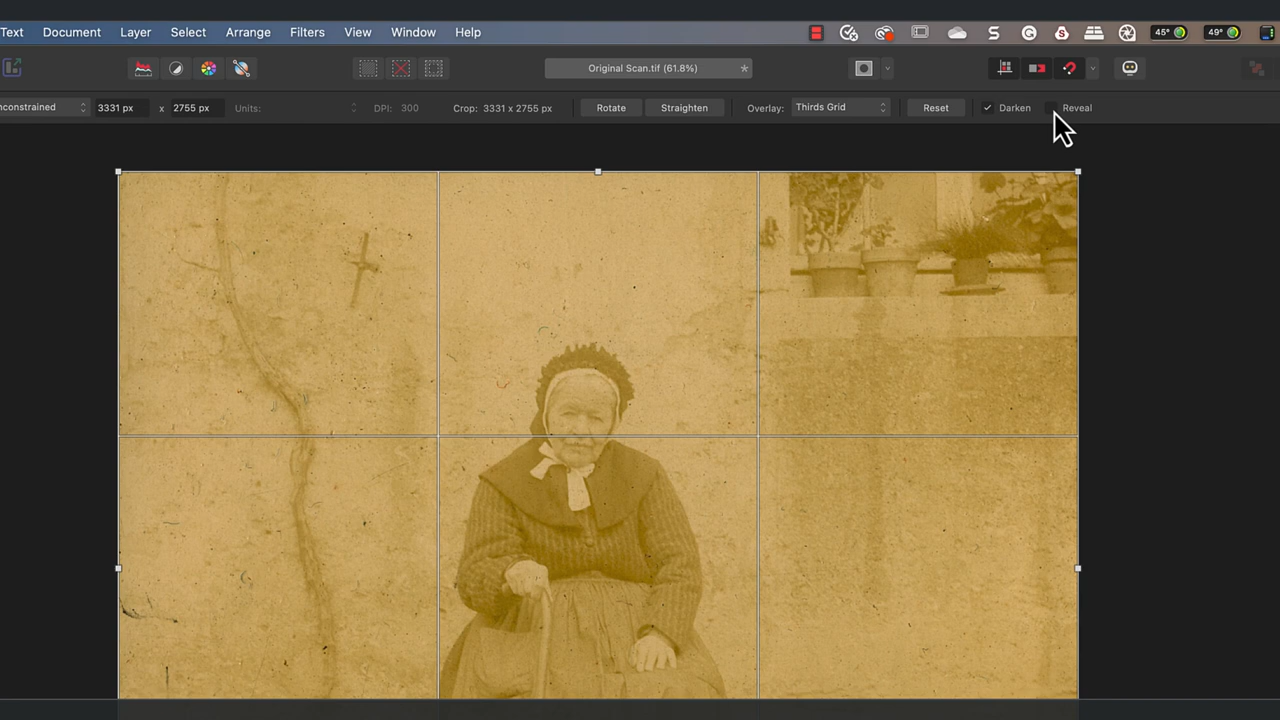 Text Document Layer Select Arrange Filters View Window Help 45° 49°
Original Scan.tif (61.8%) *
nconstrained 3331 px x 2755 px Units: DPI: 300 Crop: 3331 x 2755 px Rotate Straighten Overlay: Thirds Grid Reset Darken Reveal